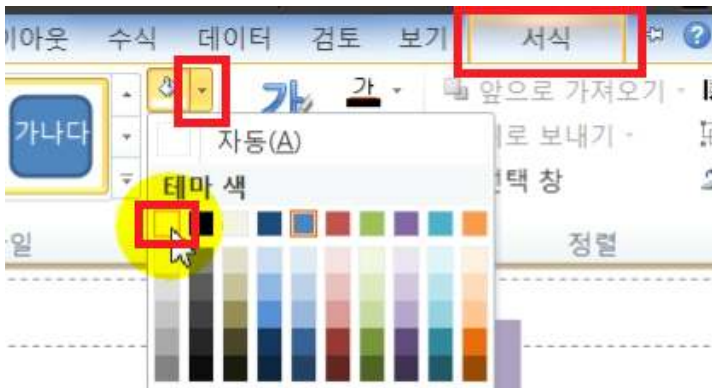 이아웃 수식 데이터 검토 보기 서식
가나다 가 가 앞으로 가져오기
자동(A) 로 보내기
테마 색 택 창
일 정렬